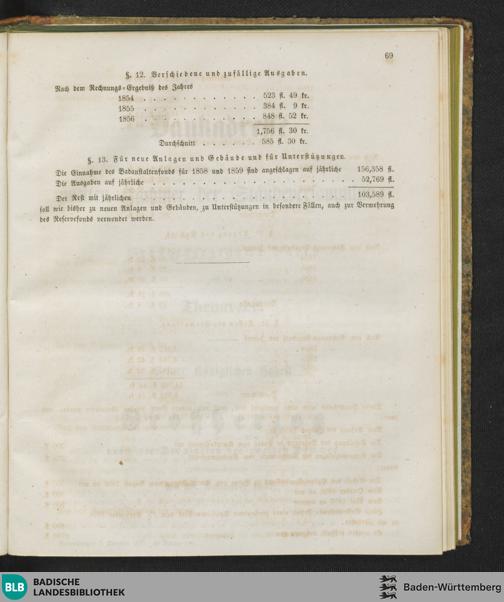 69
§. 12. Verschiedene und zufällige Ausgaben.
Nach dem Rechnungs-Ergebniß des Jahres
1854 . . . . . . . . . . . . 523 fl. 49 kr.
1855 . . . . . . . . . . . . 384 fl. 9 kr.
1856 . . . . . . . . . . . . 848 fl. 52 kr.
1,756 fl. 30 kr.
Durchschnitt . . . . . . 585 fl. 30 kr.
§. 13. Für neue Anlagen und Gebäude und für Unterstützungen.
Die Einnahme des Badanstaltenfonds für 1858 und 1859 sind angeschlagen auf jährliche 156,358 fl.
Die Ausgaben auf jährliche . . . . . . . . . . . . . . . . . . . 52,769 fl.
Der Rest mit jährlichen . . . . . . . . . . . . . . . . . . . . 103,589 fl.
soll wie bisher zu neuen Anlagen und Gebäuden, zu Unterstützungen in besondern Fällen, auch zur Vermehrung
des Reservefonds verwendet werden.
BLB BADISCHE
LANDESBIBLIOTHEK
Baden-Württemberg